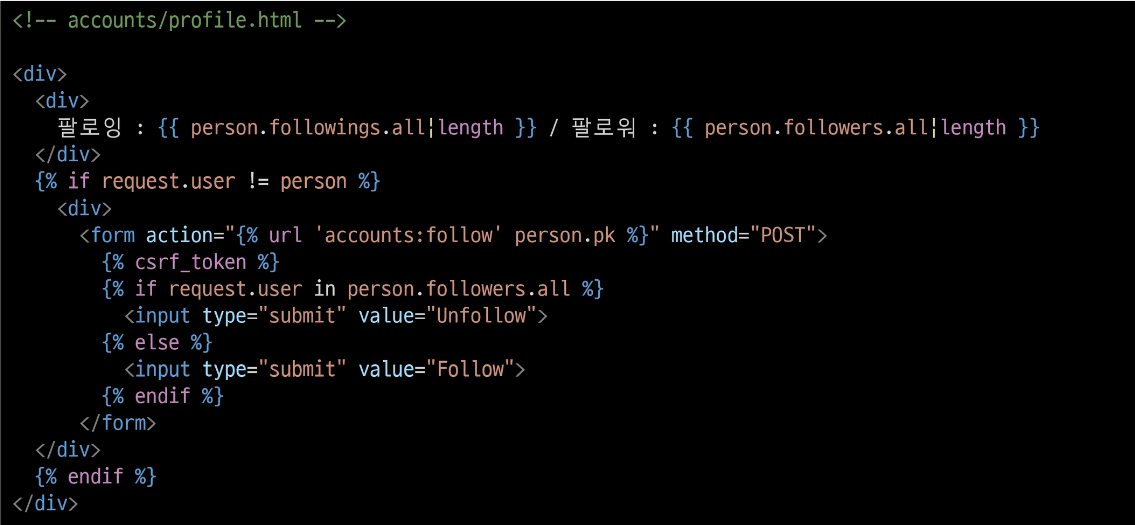 <!-- accounts/profile.html -->

<div>
  <div>
    팔로잉 : {{ person.followings.all|length }} / 팔로워 : {{ person.followers.all|length }}
  </div>
  {% if request.user != person %}
    <div>
      <form action="{% url 'accounts:follow' person.pk %}" method="POST">
        {% csrf_token %}
        {% if request.user in person.followers.all %}
          <input type="submit" value="Unfollow">
        {% else %}
          <input type="submit" value="Follow">
        {% endif %}
      </form>
  </div>
  {% endif %}
</div>